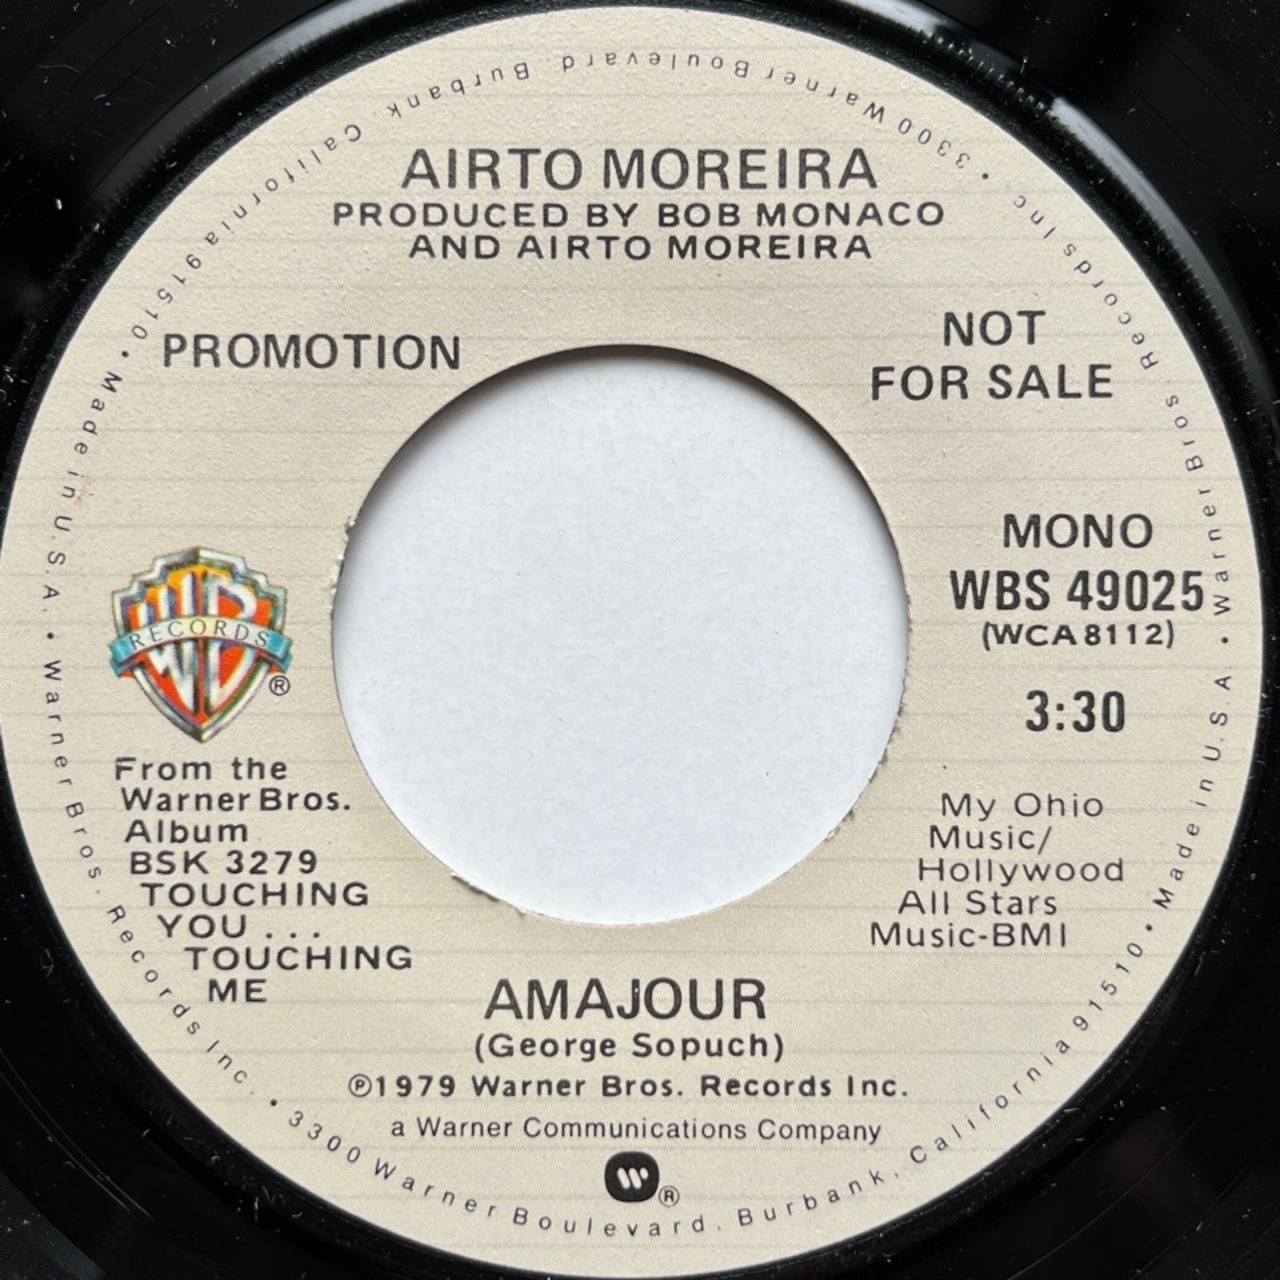 AIRTO MOREIRA
PRODUCED BY BOB MONACO
AND AIRTO MOREIRA
PROMOTION
NOT
FOR SALE
MONO
WBS 49025
(WCA 8112)
3:30
WB
RECORDS
®
From the
Warner Bros.
Album
BSK 3279
TOUCHING
YOU . . .
TOUCHING
ME
My Ohio
Music/
Hollywood
All Stars
Music-BMI
AMAJOUR
(George Sopuch)
℗1979 Warner Bros. Records Inc.
a Warner Communications Company
W®
Made in U.S.A. • Warner Bros. Records Inc. • 3300 Warner Boulevard, Burbank, California 91510 • Made in U.S.A. • Warner Bros Records Inc. • 3300 Warner Boulevard, Burbank, California 91510 •